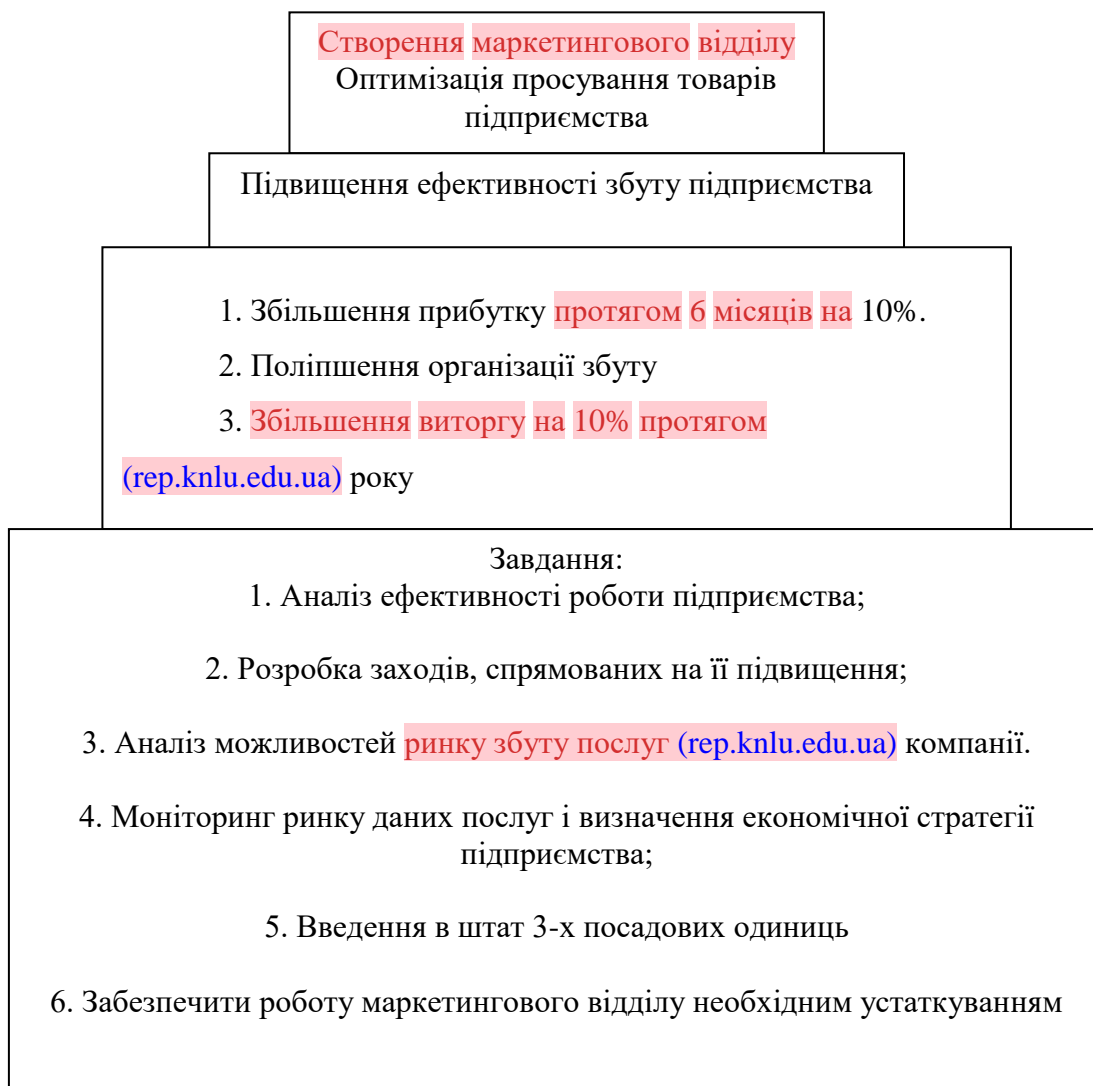 Створення маркетингового відділу
Оптимізація просування товарів
підприємства
Підвищення ефективності збуту підприємства
1. Збільшення прибутку протягом 6 місяців на 10%.
2. Поліпшення організації збуту
3. Збільшення виторгу на 10% протягом
(rep.knlu.edu.ua) року
Завдання:
1. Аналіз ефективності роботи підприємства;
2. Розробка заходів, спрямованих на її підвищення;
3. Аналіз можливостей ринку збуту послуг (rep.knlu.edu.ua) компанії.
4. Моніторинг ринку даних послуг і визначення економічної стратегії
підприємства;
5. Введення в штат 3-х посадових одиниць
6. Забезпечити роботу маркетингового відділу необхідним устаткуванням